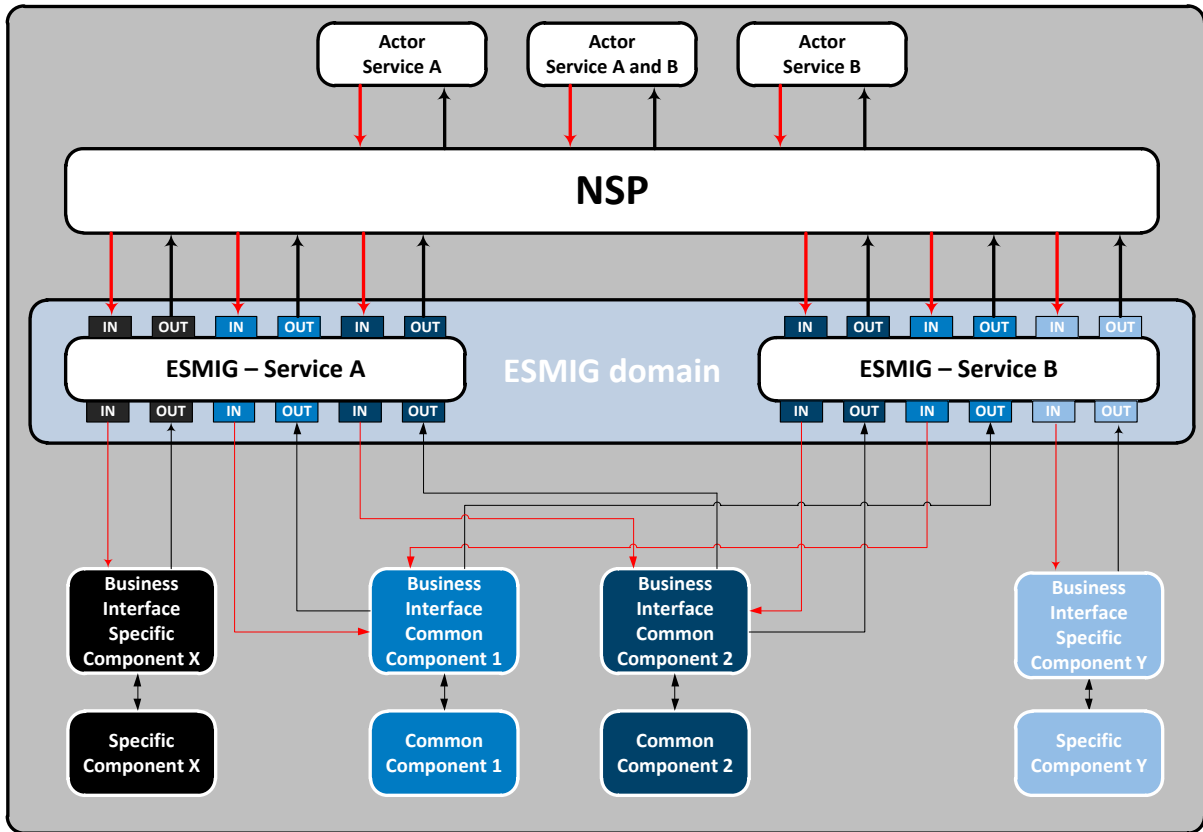 Actor
Service A
Actor
Service A and B
Actor
Service B
NSP
IN OUT IN OUT IN OUT
IN OUT IN OUT IN OUT
ESMIG – Service A
ESMIG domain
ESMIG – Service B
IN OUT IN OUT IN OUT
IN OUT IN OUT IN OUT
Business
Interface
Specific
Component X
Business
Interface
Common
Component 1
Business
Interface
Common
Component 2
Business
Interface
Specific
Component Y
Specific
Component X
Common
Component 1
Common
Component 2
Specific
Component Y